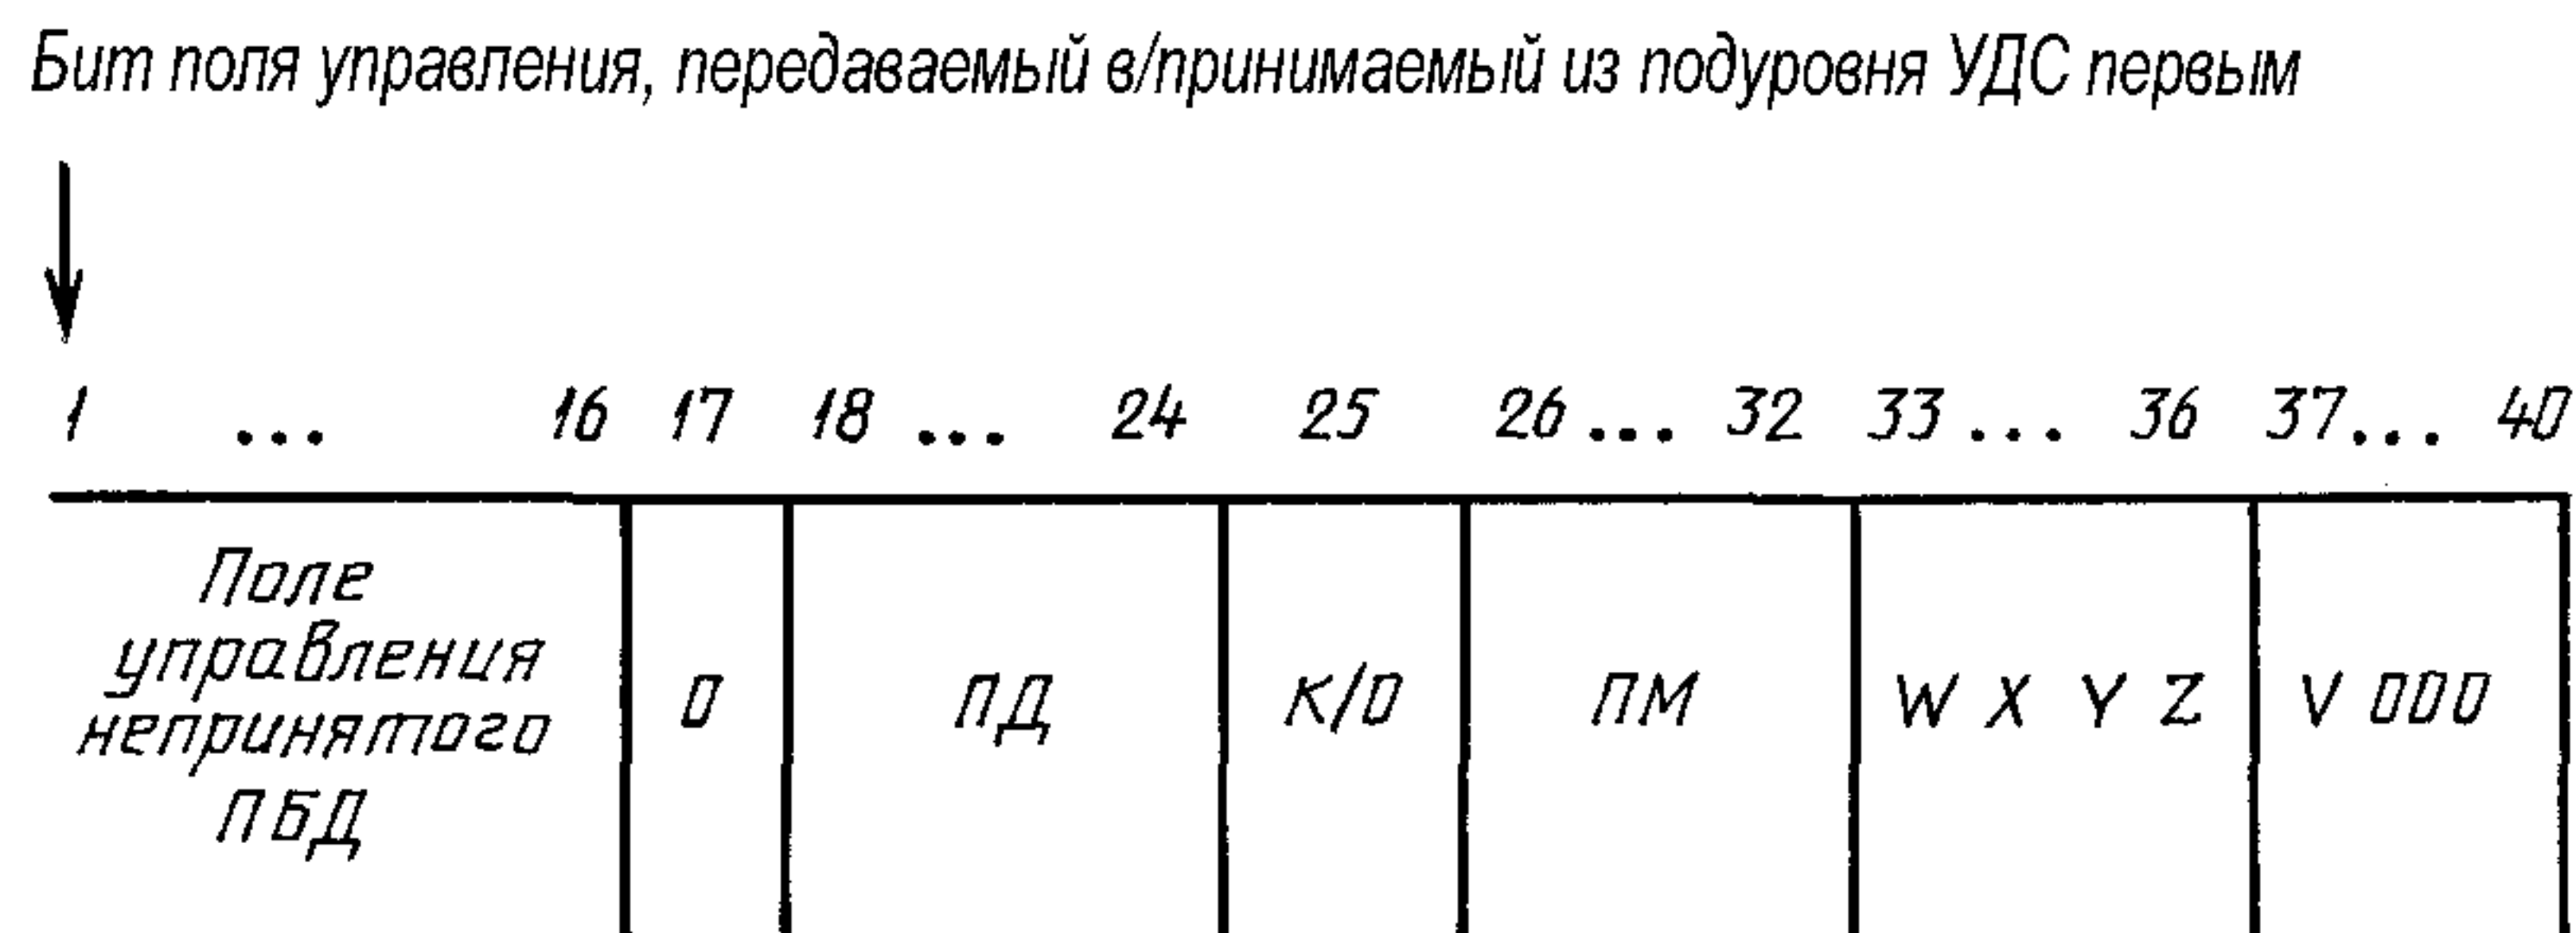 Бит поля управления, передаваемый в/принимаемый из подуровня УДС первым
1 ... 16 17 18 ... 24 25 26 ... 32 33 ... 36 37 ... 40
Поле
управления
непринятого
ПБД
0 ПД К/О ПМ W X Y Z V 000